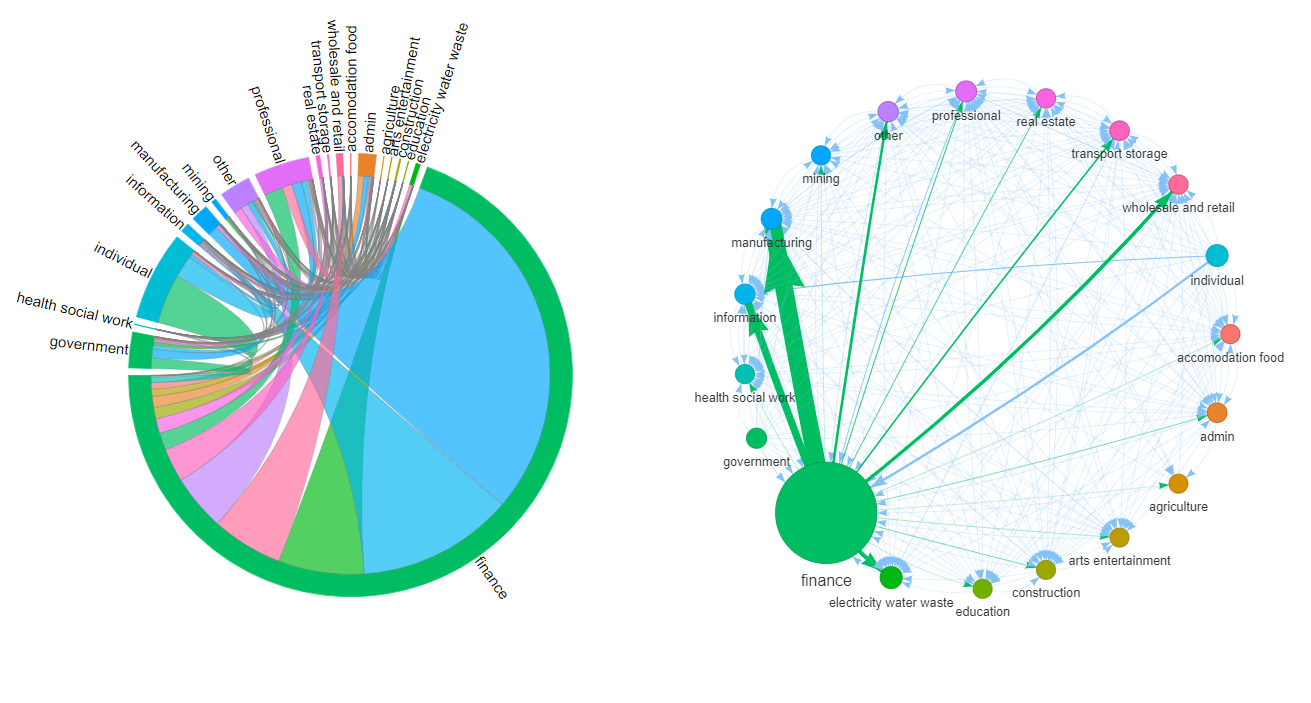 finance
government
health social work
individual
information
manufacturing
mining
other
professional
real estate
transport storage
wholesale and retail
accomodation food
admin
agriculture
arts entertainment
construction
education
electricity water waste
professional
real estate
other
transport storage
mining
wholesale and retail
manufacturing
individual
information
accomodation food
health social work
admin
government
agriculture
finance
arts entertainment
electricity water waste
construction
education